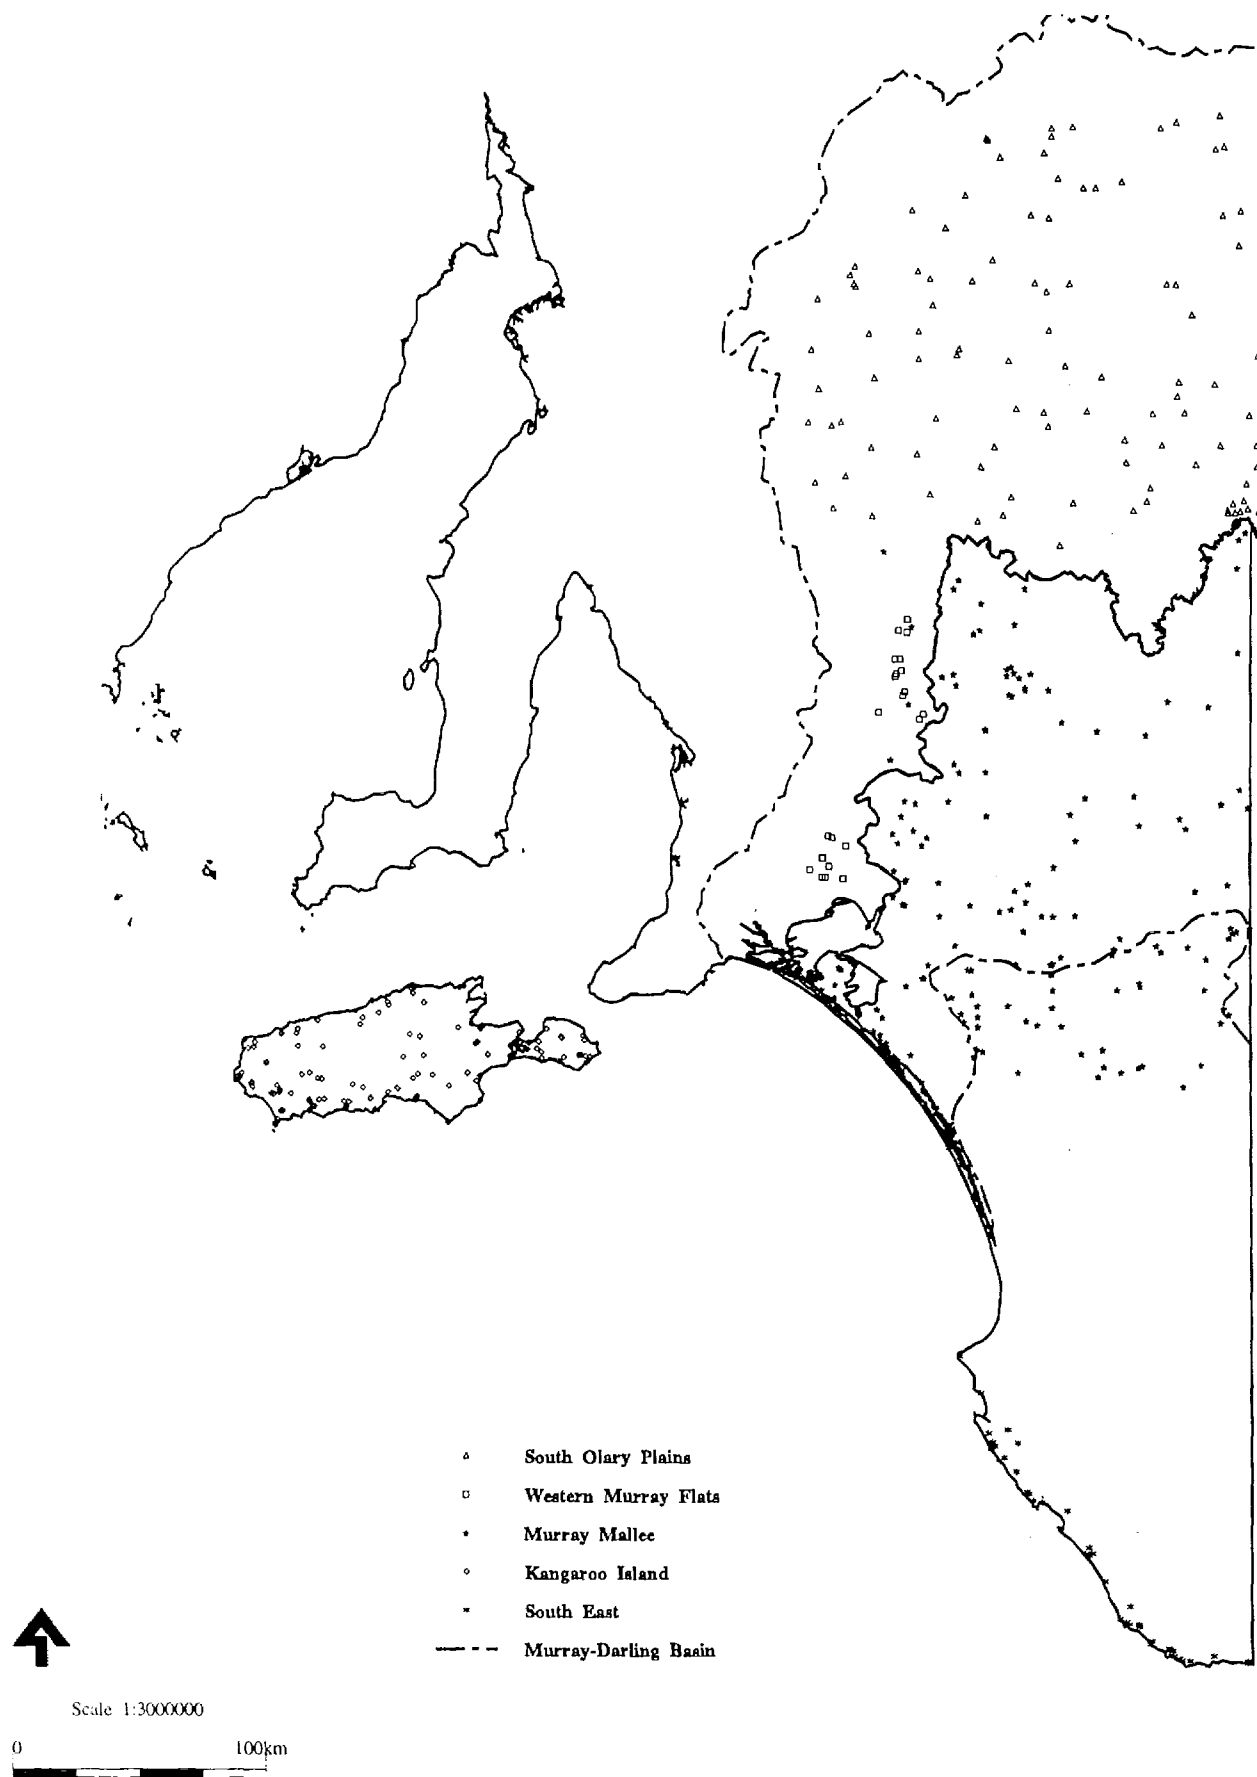 South Olary Plains
Western Murray Flats
Murray Mallee
Kangaroo Island
South East
Murray-Darling Basin
Scale 1:3000000
0 100km